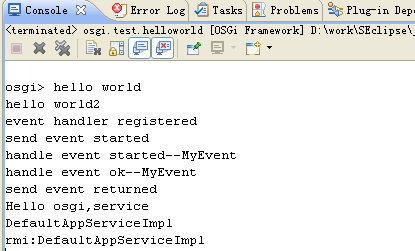 Console Error Log Tasks Problems Plug-in Depe
<terminated> osgi.test.helloworld [OSGi Framework] D:\work\SEclipse\
osgi> hello world
hello world2
event handler registered
send event started
handle event started--MyEvent
handle event ok--MyEvent
send event returned
Hello osgi,service
DefaultAppServiceImpl
rmi:DefaultAppServiceImpl